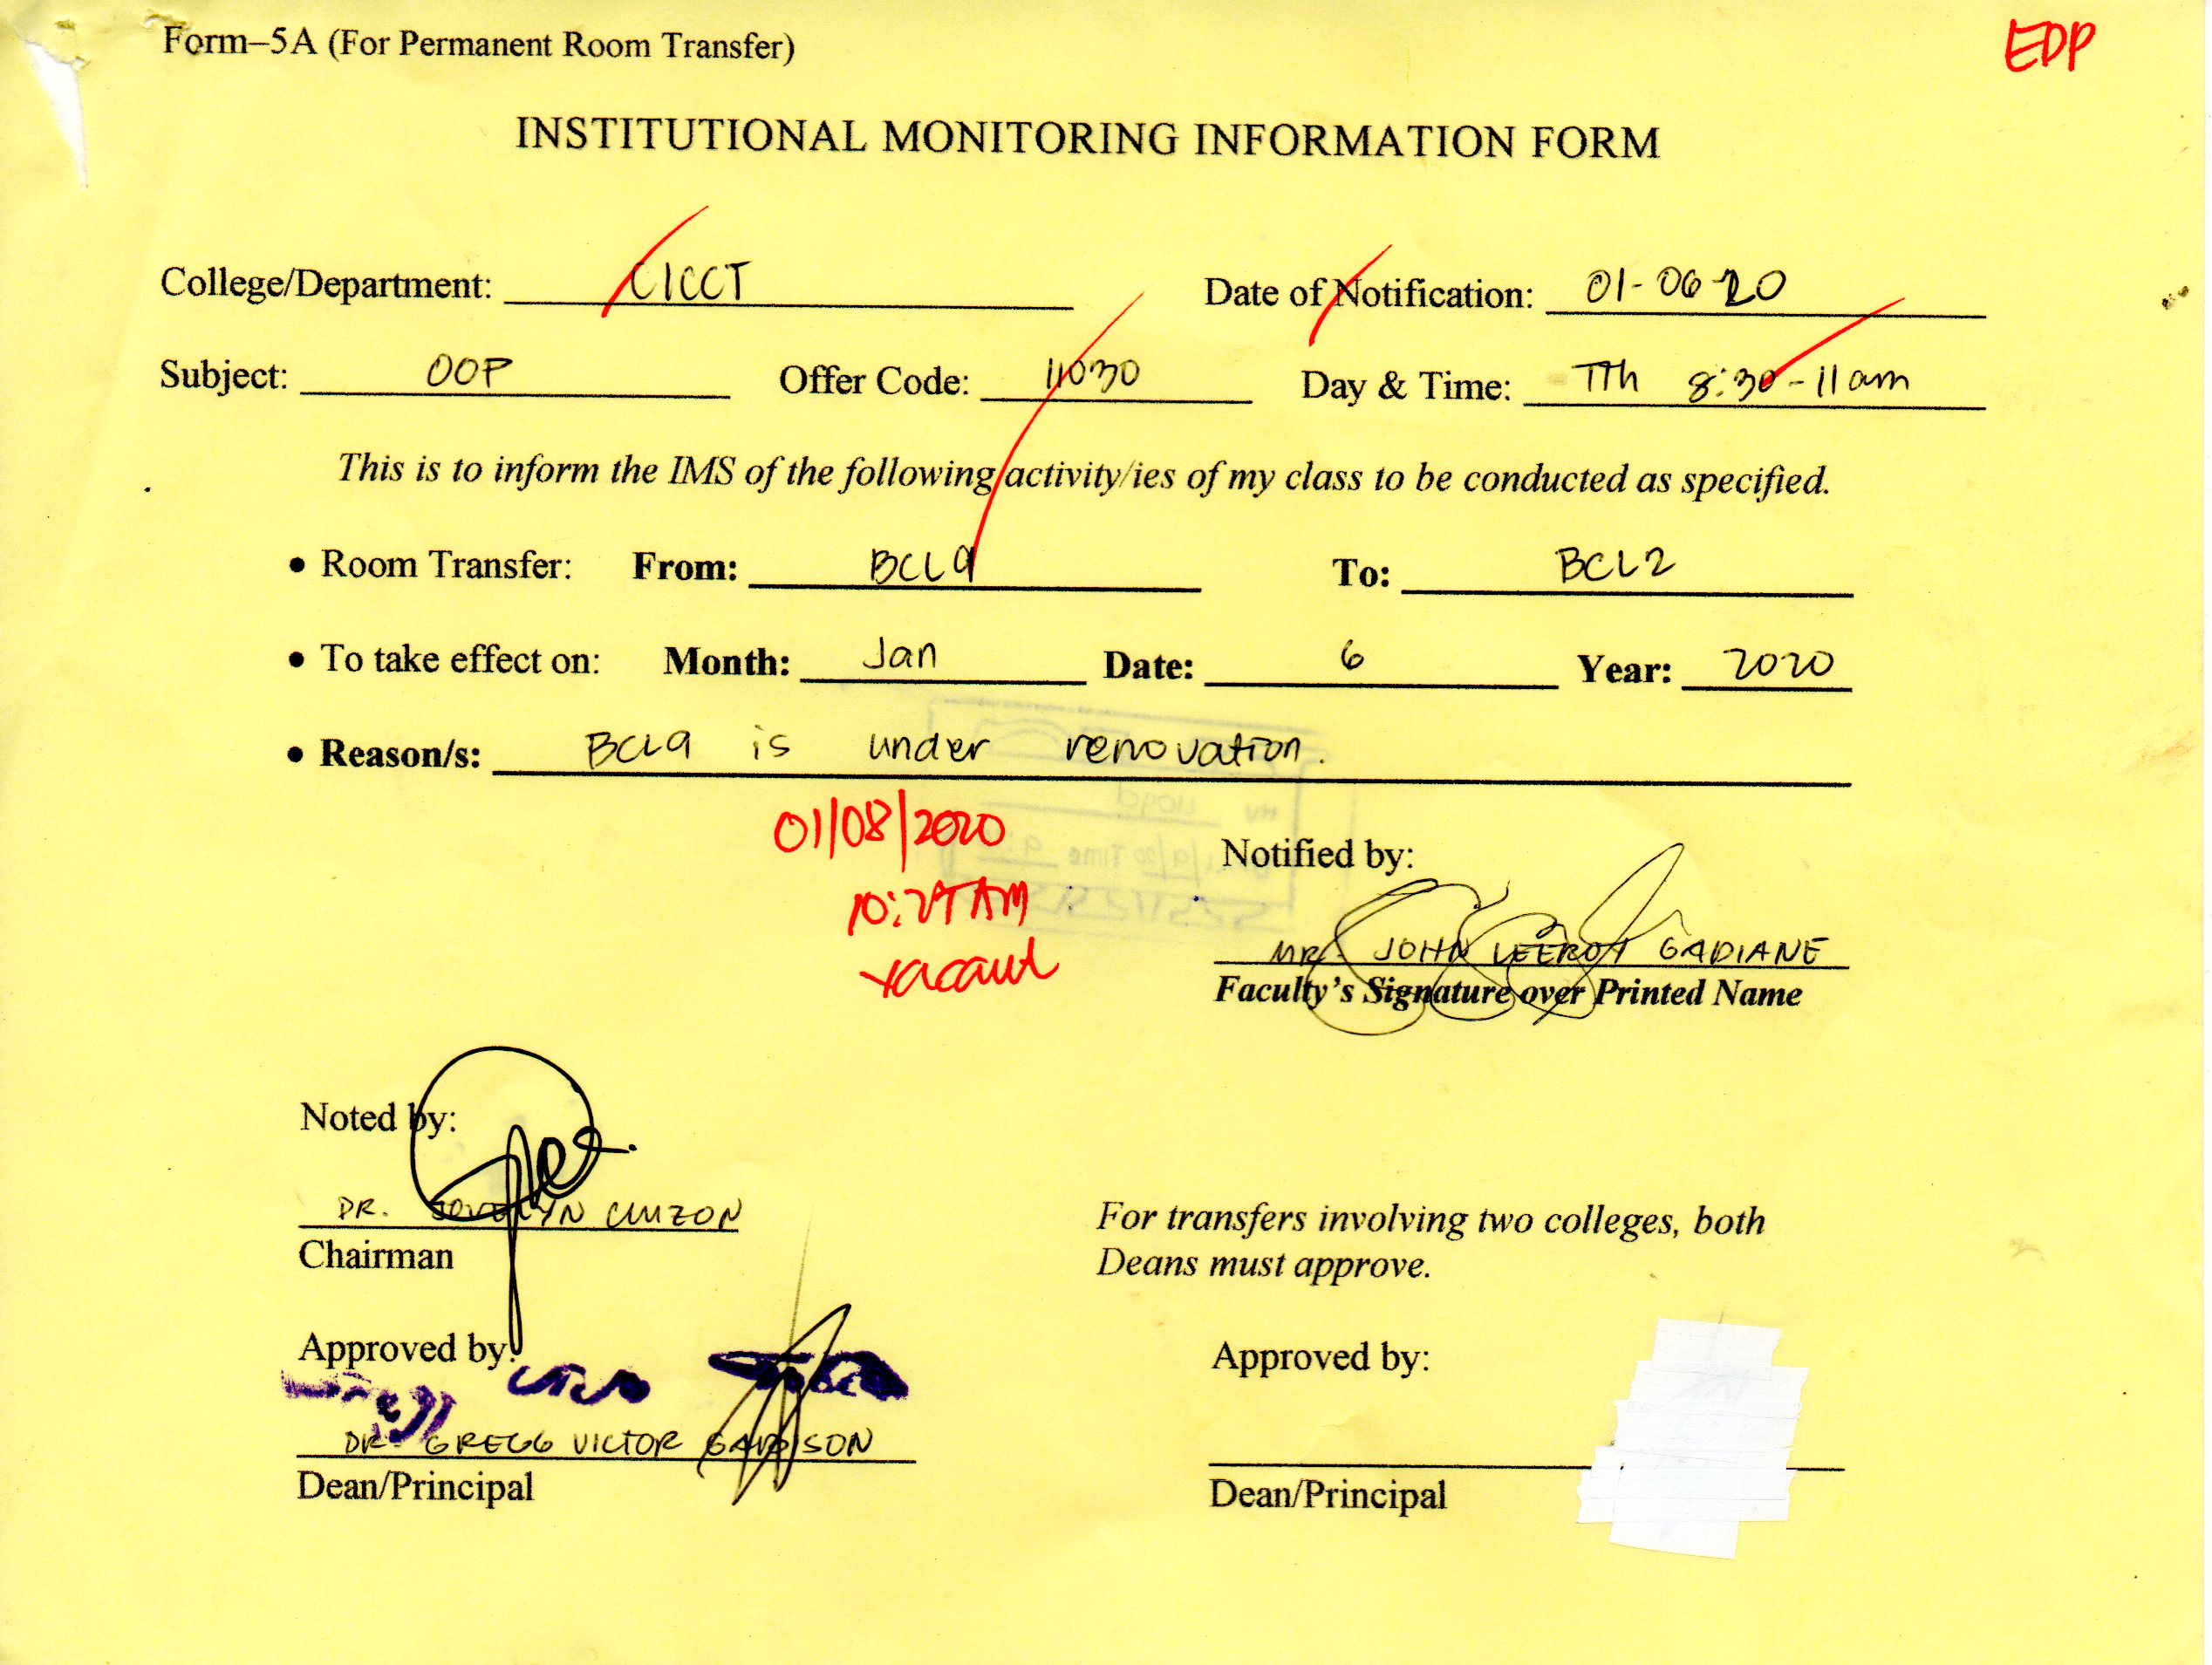 Form–5A (For Permanent Room Transfer) EDP
INSTITUTIONAL MONITORING INFORMATION FORM
College/Department: CICCT Date of Notification: 01-06-20
Subject: OOP Offer Code: 11030 Day & Time: TTh 8:30-11am
This is to inform the IMS of the following activity/ies of my class to be conducted as specified.
• Room Transfer: From: BCL9 To: BCL2
• To take effect on: Month: Jan Date: 6 Year: 2020
• Reason/s: BCL9 is under renovation.
01/08/2020
10:29 AM
vacant
Notified by:
MR. JOHN LEEROY GADIANE
Faculty's Signature over Printed Name
Noted by:
DR. JOVELYN CUIZON
Chairman
For transfers involving two colleges, both
Deans must approve.
Approved by: Approved by:
DR. GREGG VICTOR GABISON
Dean/Principal Dean/Principal